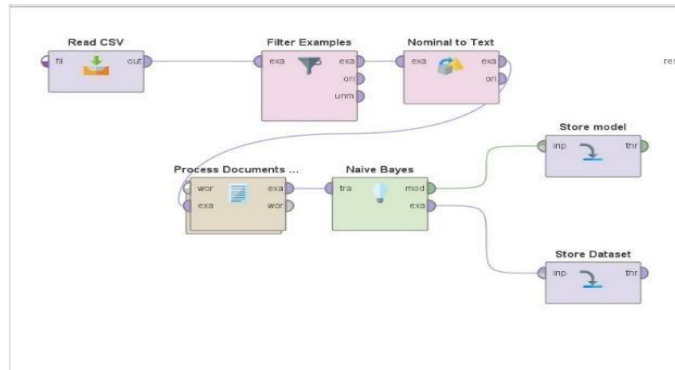 Read CSV
fil out
Filter Examples
exa exa
ori
unm
Nominal to Text
exa exa
ori
res
Process Documents ...
wor exa
exa wor
Naive Bayes
tra mod
exa
Store model
inp thr
Store Dataset
inp thr